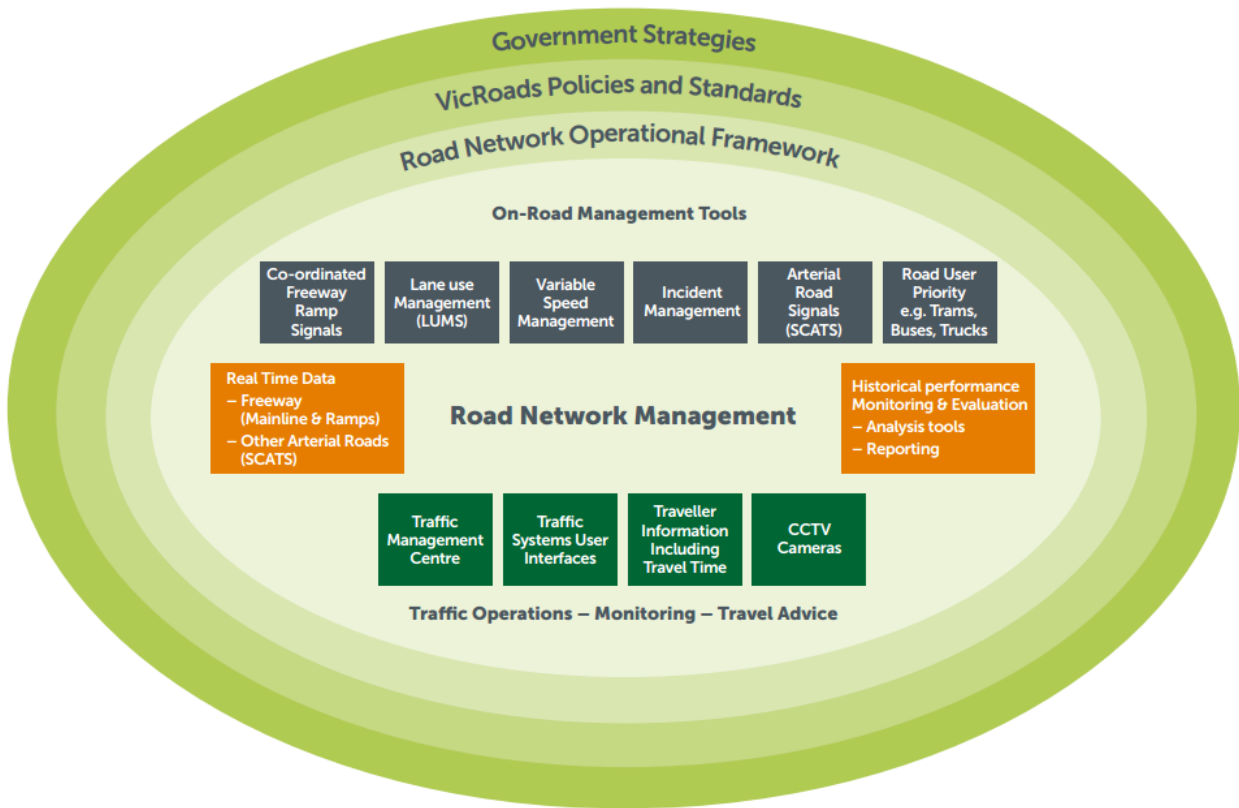 Government Strategies
VicRoads Policies and Standards
Road Network Operational Framework
On-Road Management Tools
Co-ordinated
Freeway
Ramp
Signals
Lane use
Management
(LUMS)
Variable
Speed
Management
Incident
Management
Arterial
Road
Signals
(SCATS)
Road User
Priority
e.g. Trams,
Buses, Trucks
Real Time Data
– Freeway
(Mainline & Ramps)
– Other Arterial Roads
(SCATS)
Road Network Management
Historical performance
Monitoring & Evaluation
– Analysis tools
– Reporting
Traffic
Management
Centre
Traffic
Systems User
Interfaces
Traveller
Information
Including
Travel Time
CCTV
Cameras
Traffic Operations – Monitoring – Travel Advice